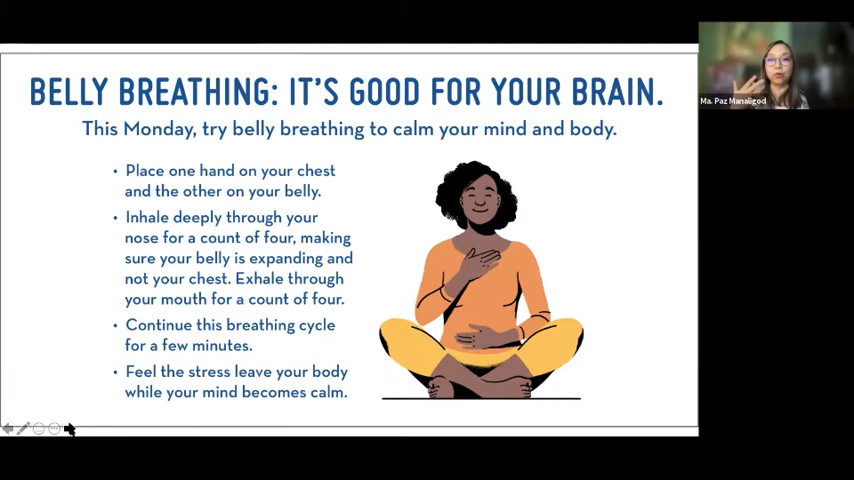 BELLY BREATHING: IT'S GOOD FOR YOUR BRAIN.
This Monday, try belly breathing to calm your mind and body.
• Place one hand on your chest
and the other on your belly.
• Inhale deeply through your
nose for a count of four, making
sure your belly is expanding and
not your chest. Exhale through
your mouth for a count of four.
• Continue this breathing cycle
for a few minutes.
• Feel the stress leave your body
while your mind becomes calm.
Ma. Paz Manaligod